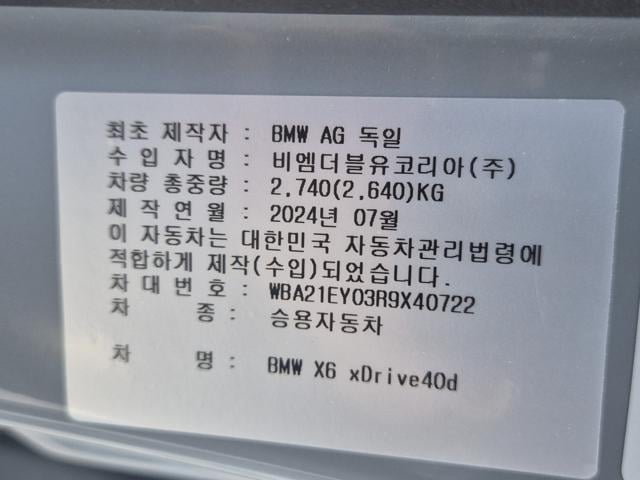 최초 제작자 : BMW AG 독일
수 입 자 명 : 비엠더블유코리아(주)
차량 총중량 : 2,740(2,640)KG
제 작 연 월 : 2024년 07월
이 자동차는 대한민국 자동차관리법령에
적합하게 제작(수입)되었습니다.
차 대 번 호 : WBA21EY03R9X40722
차 종 : 승용자동차
차 명 : BMW X6 xDrive40d